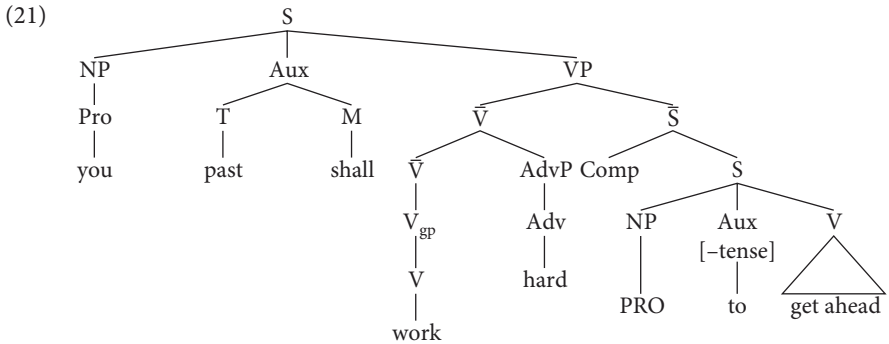 (21)
S
NP Aux VP
Pro T M V̄ S̄
you past shall V̄ AdvP Comp S
V_gp Adv NP Aux V
[–tense]
V hard
PRO to get ahead
work